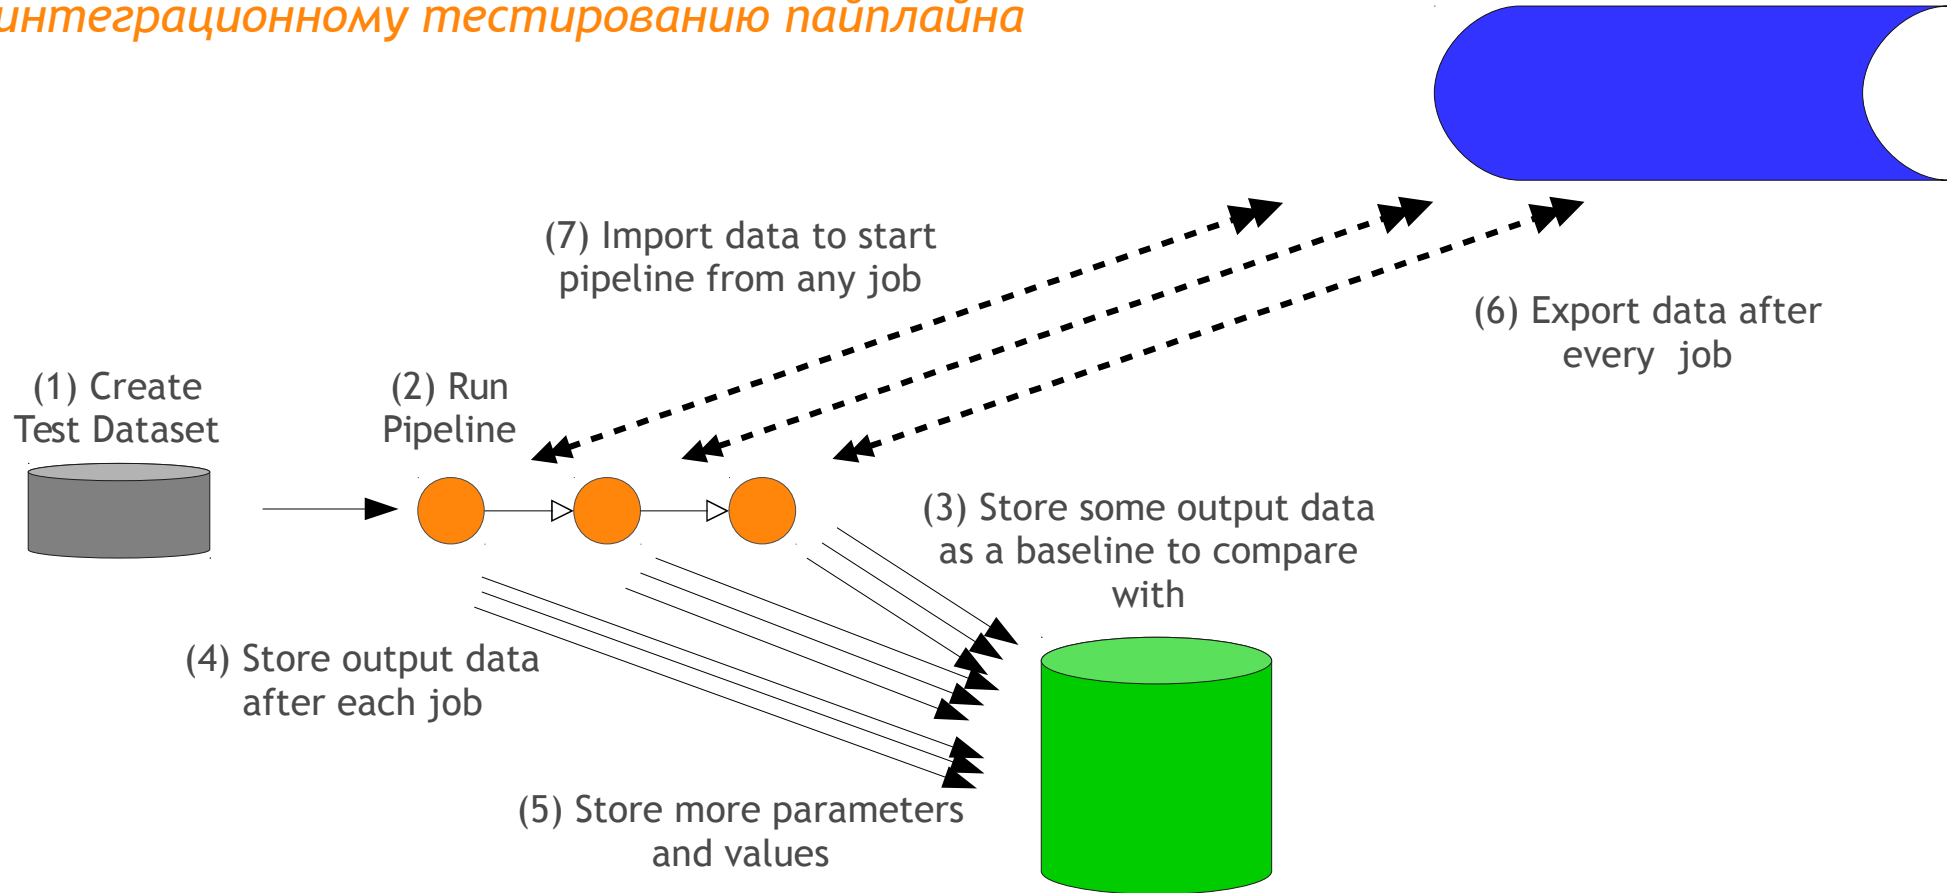 интеграционному тестированию пайплайна
(7) Import data to start
pipeline from any job
(6) Export data after
every  job
(1) Create
Test Dataset
(2) Run
Pipeline
(3) Store some output data
as a baseline to compare
with
(4) Store output data
after each job
(5) Store more parameters
and values